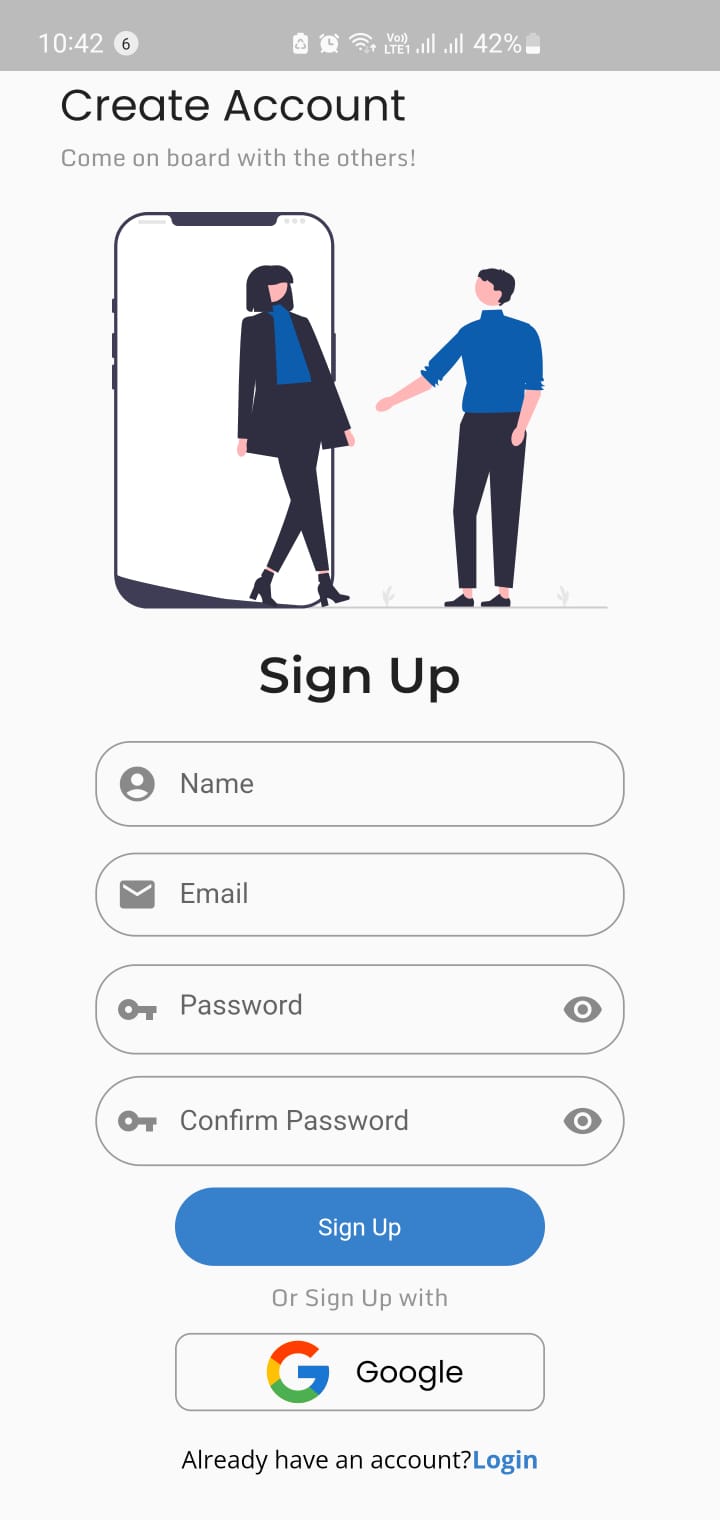 10:42 6 Vo)) LTE1 42%
Create Account
Come on board with the others!
Sign Up
Name
Email
Password
Confirm Password
Sign Up
Or Sign Up with
Google
Already have an account?Login